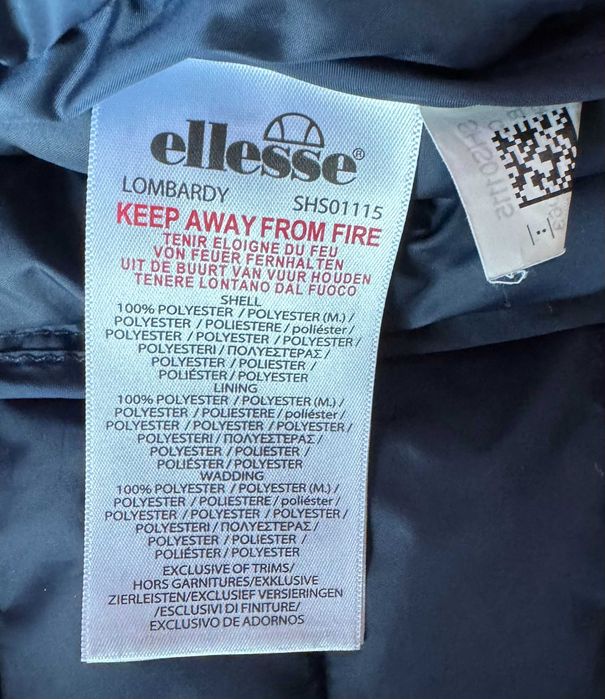 ellesse®
LOMBARDY SHS01115
KEEP AWAY FROM FIRE
TENIR ELOIGNE DU FEU
VON FEUER FERNHALTEN
UIT DE BUURT VAN VUUR HOUDEN
TENERE LONTANO DAL FUOCO
SHELL
100% POLYESTER / POLYESTER (M.) /
POLYESTER / POLIESTERE / poliéster /
POLYESTER / POLYESTER / POLYESTER /
POLYESTERI / ΠΟΛΥΕΣΤΕΡΑΣ /
POLYESTER / POLIESTER /
POLIÉSTER / POLYESTER
LINING
100% POLYESTER / POLYESTER (M.) /
POLYESTER / POLIESTERE / poliéster /
POLYESTER / POLYESTER / POLYESTER /
POLYESTERI / ΠΟΛΥΕΣΤΕΡΑΣ /
POLYESTER / POLIESTER /
POLIÉSTER / POLYESTER
WADDING
100% POLYESTER / POLYESTER (M.) /
POLYESTER / POLIESTERE / poliéster /
POLYESTER / POLYESTER / POLYESTER /
POLYESTERI / ΠΟΛΥΕΣΤΕΡΑΣ /
POLYESTER / POLIESTER /
POLIÉSTER / POLYESTER
EXCLUSIVE OF TRIMS/
HORS GARNITURES/EXKLUSIVE
ZIERLEISTEN/EXCLUSIEF VERSIERINGEN
/ESCLUSIVI DI FINITURE/
EXCLUSIVO DE ADORNOS